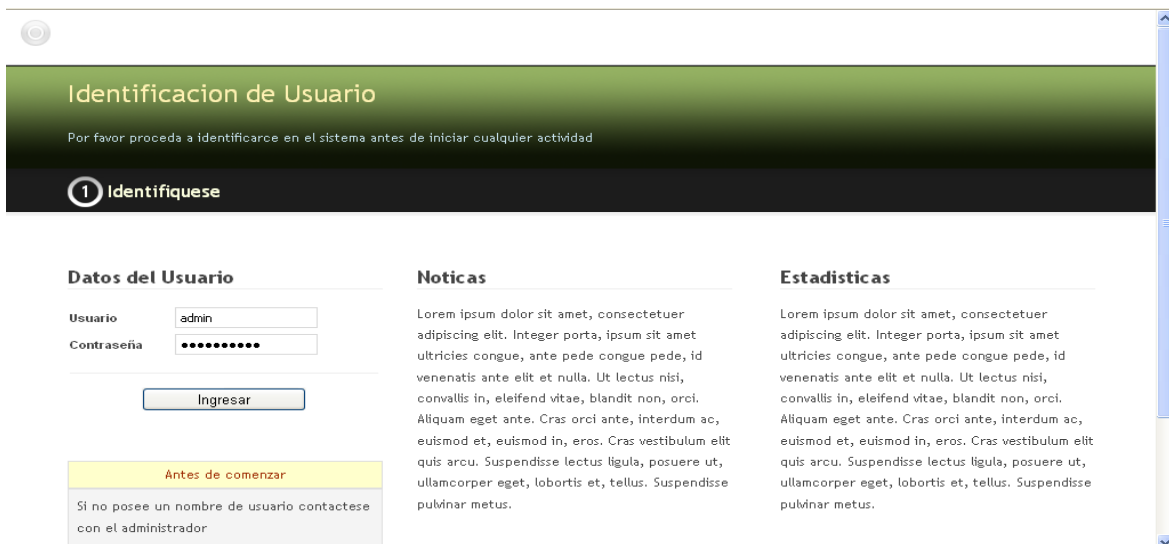 Identificacion de Usuario
Por favor proceda a identificarce en el sistema antes de iniciar cualquier actividad
1 Identifiquese
Datos del Usuario
Usuario admin
Contraseña ●●●●●●●●●●
Ingresar
Antes de comenzar
Si no posee un nombre de usuario contactese
con el administrador
Noticas
Lorem ipsum dolor sit amet, consectetuer
adipiscing elit. Integer porta, ipsum sit amet
ultricies congue, ante pede congue pede, id
venenatis ante elit et nulla. Ut lectus nisi,
convallis in, eleifend vitae, blandit non, orci.
Aliquam eget ante. Cras orci ante, interdum ac,
euismod et, euismod in, eros. Cras vestibulum elit
quis arcu. Suspendisse lectus ligula, posuere ut,
ullamcorper eget, lobortis et, tellus. Suspendisse
pulvinar metus.
Estadisticas
Lorem ipsum dolor sit amet, consectetuer
adipiscing elit. Integer porta, ipsum sit amet
ultricies congue, ante pede congue pede, id
venenatis ante elit et nulla. Ut lectus nisi,
convallis in, eleifend vitae, blandit non, orci.
Aliquam eget ante. Cras orci ante, interdum ac,
euismod et, euismod in, eros. Cras vestibulum elit
quis arcu. Suspendisse lectus ligula, posuere ut,
ullamcorper eget, lobortis et, tellus. Suspendisse
pulvinar metus.